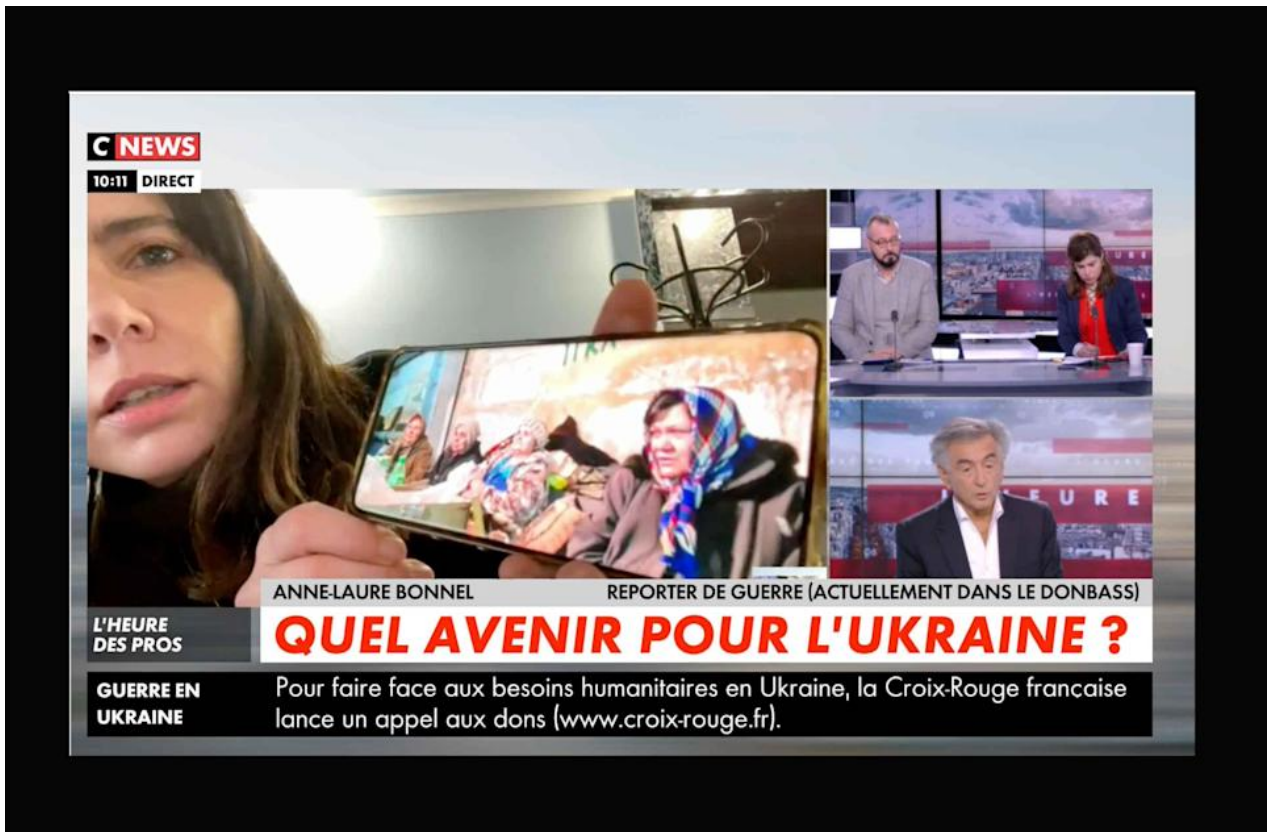 C NEWS
10:11 DIRECT
HEURE
ANNE-LAURE BONNEL REPORTER DE GUERRE (ACTUELLEMENT DANS LE DONBASS)
L'HEURE
DES PROS
QUEL AVENIR POUR L'UKRAINE ?
GUERRE EN
UKRAINE
Pour faire face aux besoins humanitaires en Ukraine, la Croix-Rouge française
lance un appel aux dons (www.croix-rouge.fr).